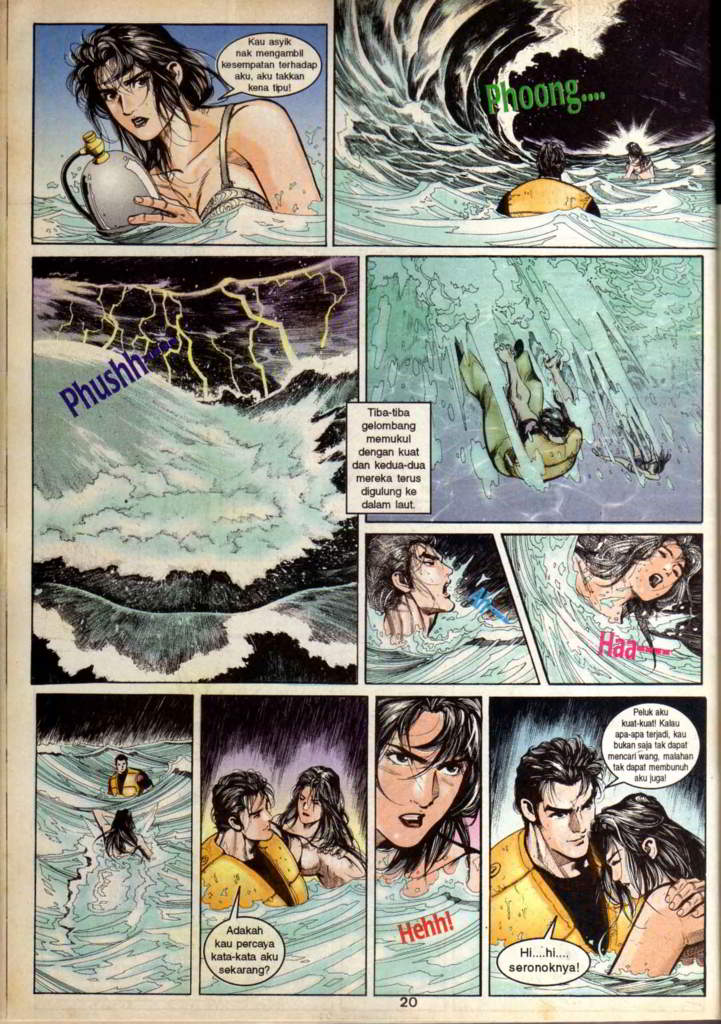 Kau asyik
nak mengambil
kesempatan terhadap
aku, aku takkan
kena tipu!
Phoong....
Phushh----
Tiba-tiba
gelombang
memukul
dengan kuat
dan kedua-dua
mereka terus
digulung ke
dalam laut.
Haa----
Adakah
kau percaya
kata-kata aku
sekarang?
Hehh!
Peluk aku
kuat-kuat! Kalau
apa-apa terjadi, kau
bukan saja tak dapat
mencari wang, malahan
tak dapat membunuh
aku juga!
Hi....hi....
seronoknya!
20